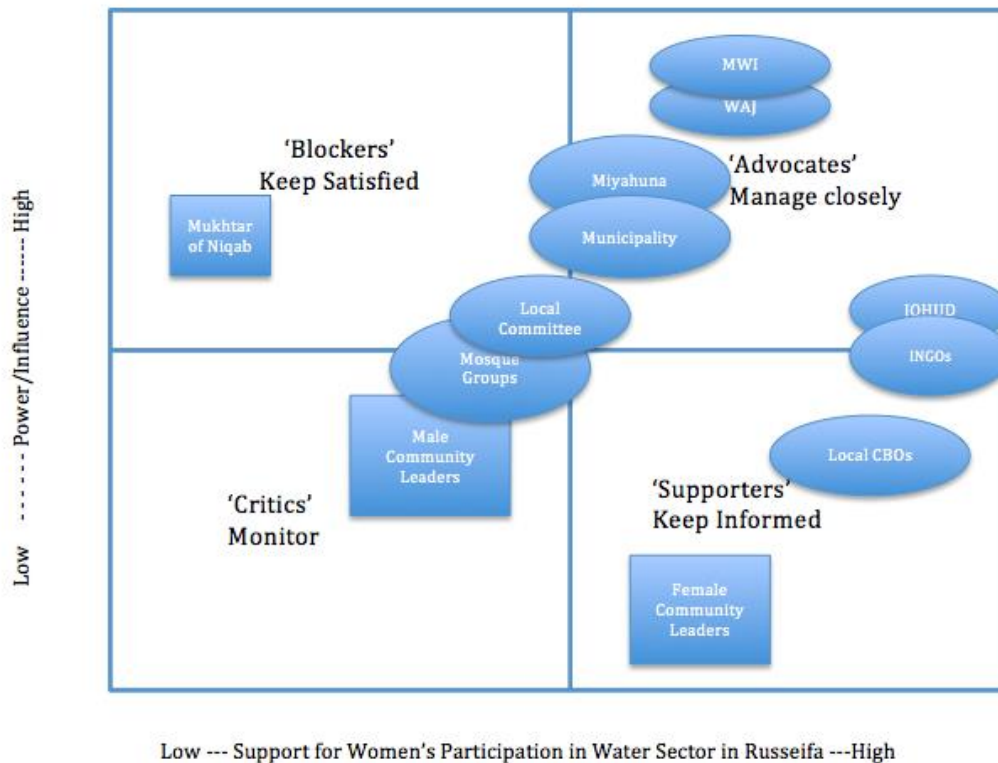 MWI
WAJ
'Blockers'
Keep Satisfied
Miyahuna
'Advocates'
Manage closely
Mukhtar
of Niqab
Municipality
Local
Committee
JOHUD
INGOs
Mosque
Groups
Male
Community
Leaders
Local CBOs
'Critics'
Monitor
'Supporters'
Keep Informed
Female
Community
Leaders
Low - - - - - - Power/Influence ------ High
Low --- Support for Women's Participation in Water Sector in Russeifa ---High